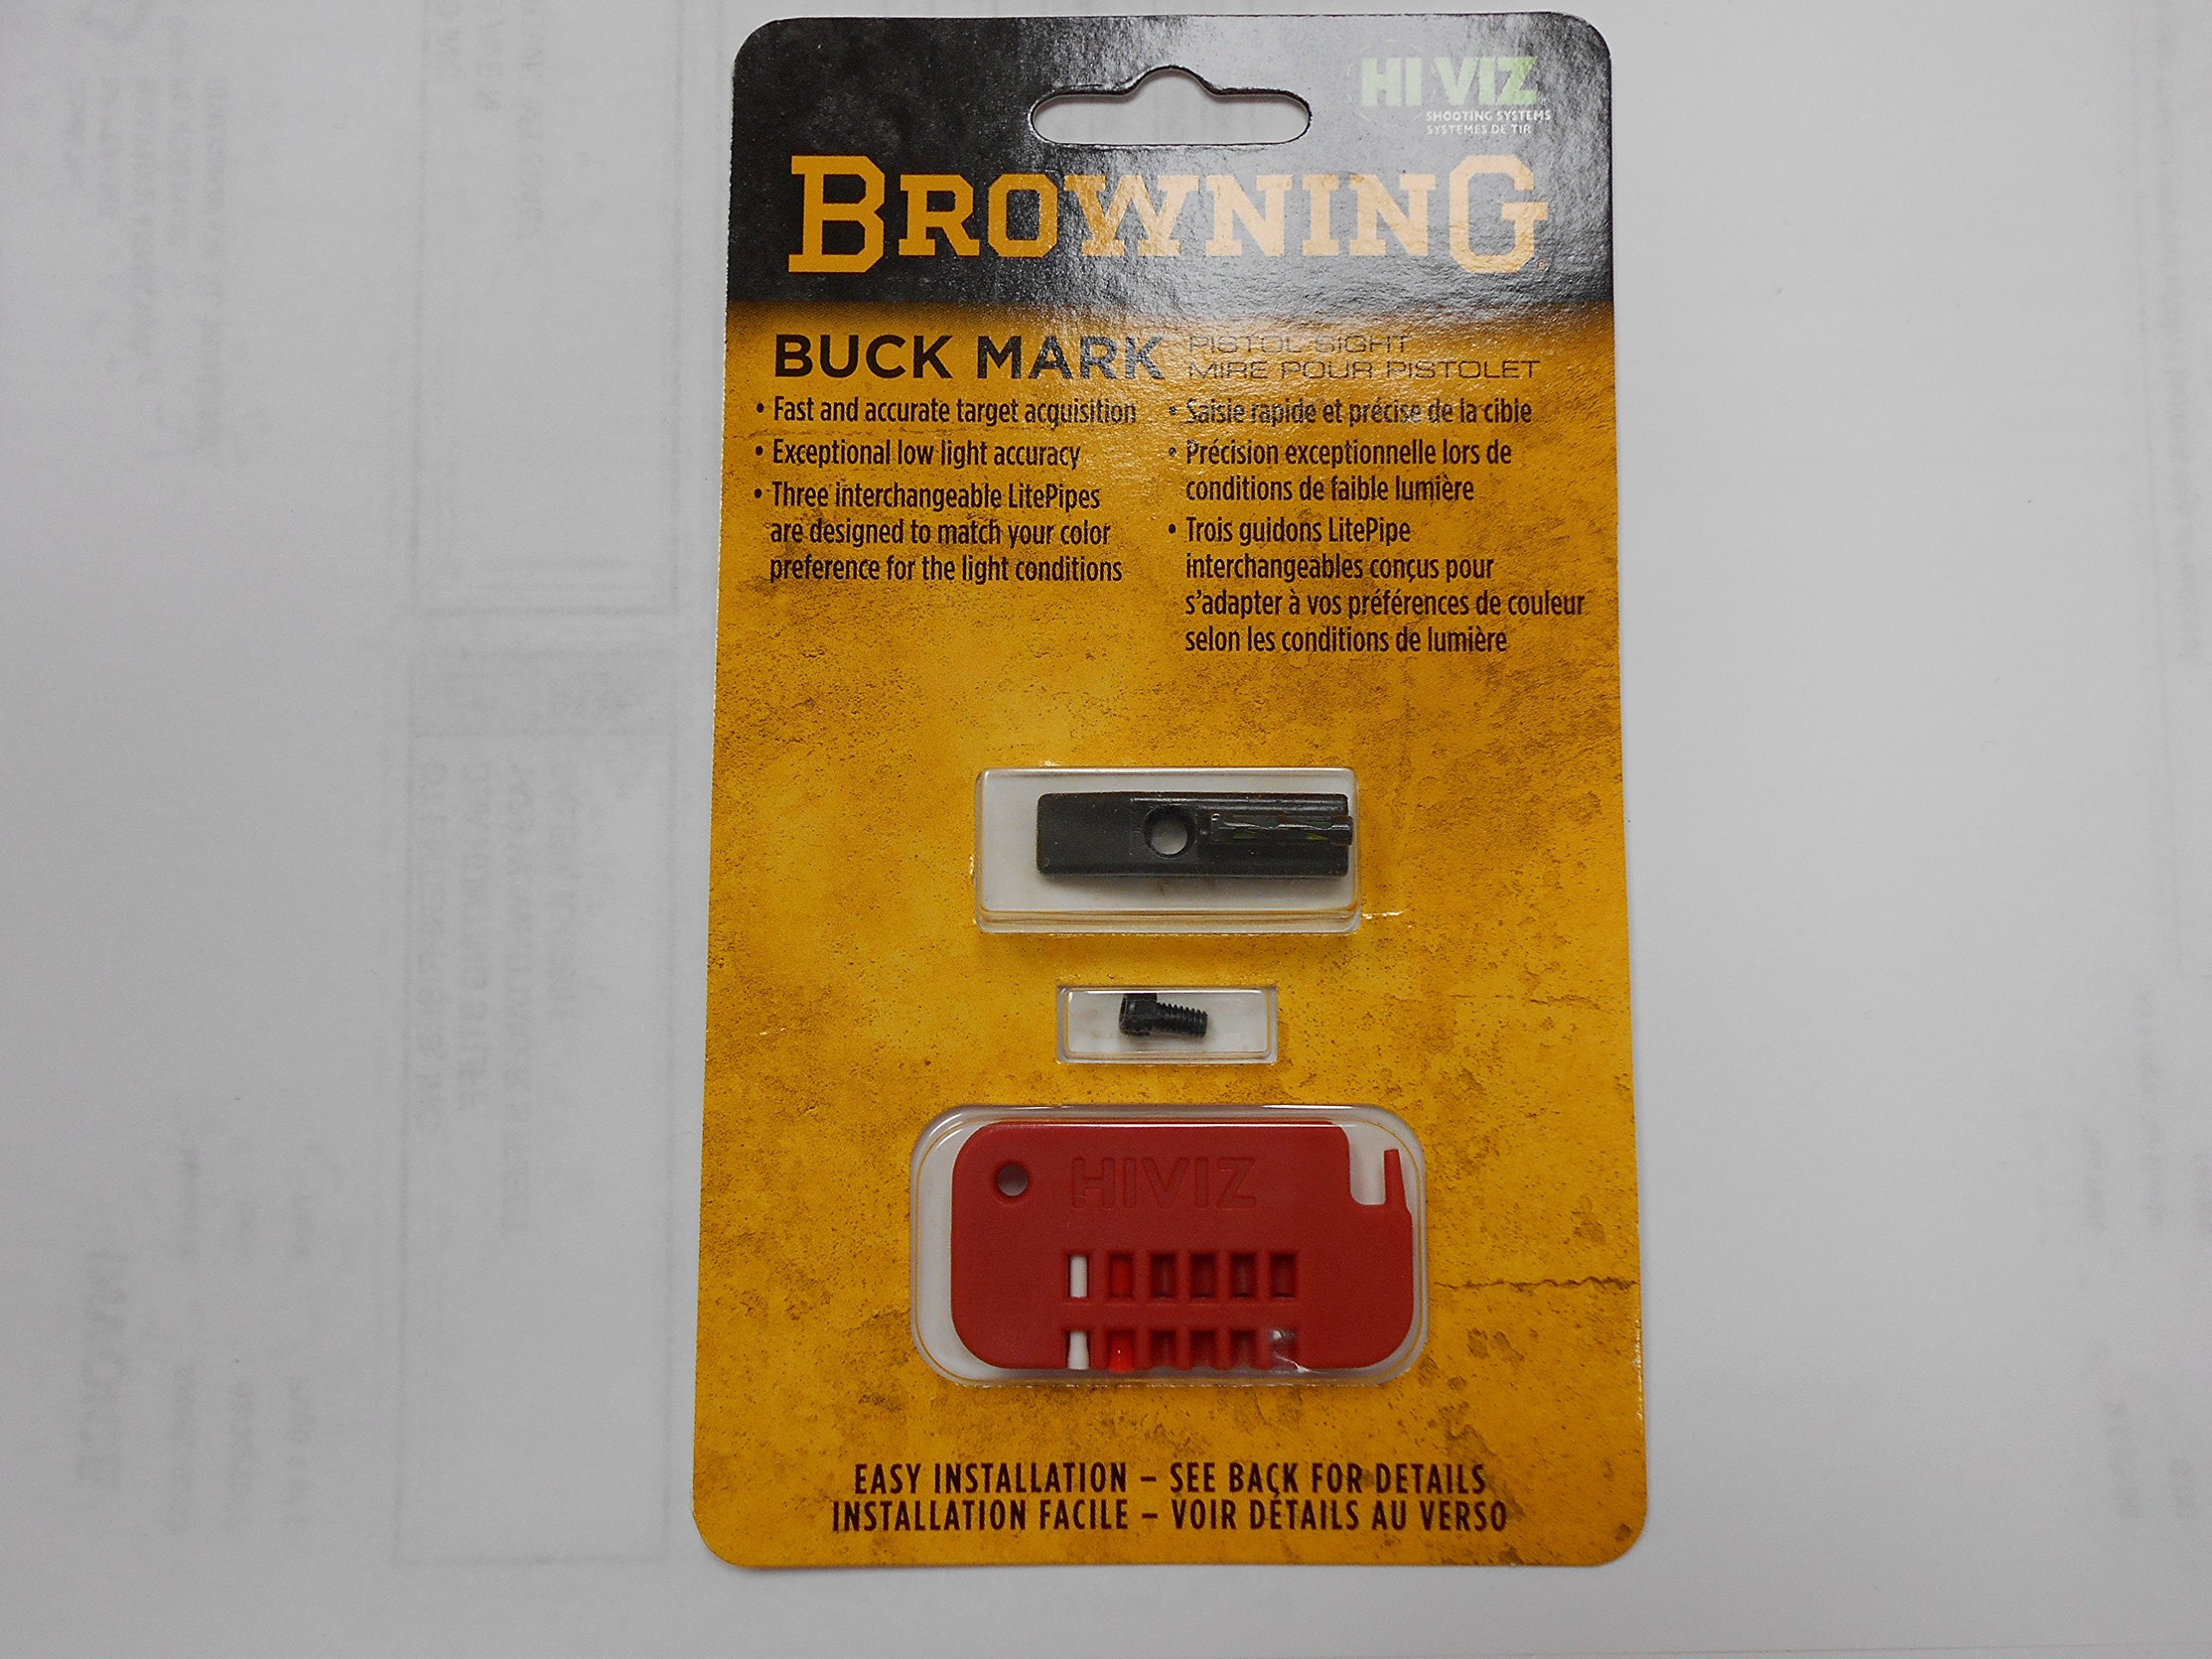 HI VIZ
SHOOTING SYSTEMS
SYSTEMES DE TIR
BROWNING
BUCK MARK
PISTOL SIGHT
MIRE POUR PISTOLET
• Fast and accurate target acquisition
• Exceptional low light accuracy
• Three interchangeable LitePipes
are designed to match your color
preference for the light conditions
• Saisie rapide et précise de la cible
• Précision exceptionnelle lors de
conditions de faible lumière
• Trois guidons LitePipe
interchangeables conçus pour
s'adapter à vos préférences de couleur
selon les conditions de lumière
HIVIZ
EASY INSTALLATION – SEE BACK FOR DETAILS
INSTALLATION FACILE – VOIR DÉTAILS AU VERSO